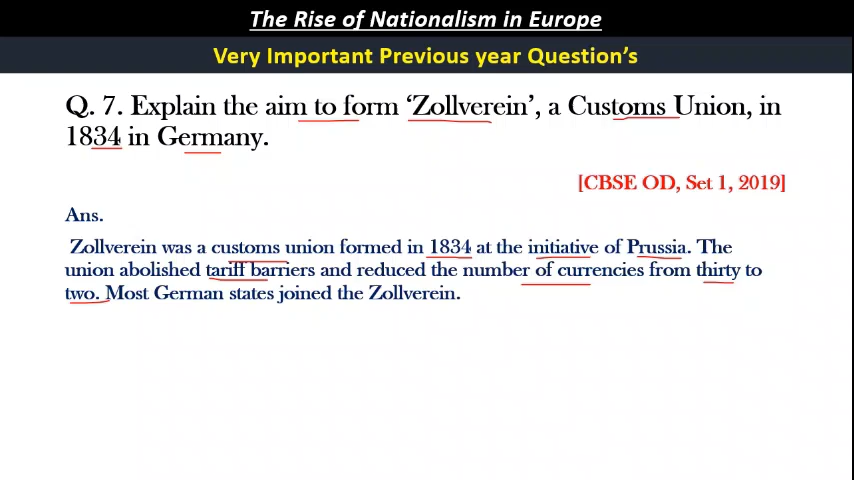 The Rise of Nationalism in Europe
Very Important Previous year Question's
Q. 7. Explain the aim to form ‘Zollverein’, a Customs Union, in
1834 in Germany.
[CBSE OD, Set 1, 2019]
Ans.
Zollverein was a customs union formed in 1834 at the initiative of Prussia. The
union abolished tariff barriers and reduced the number of currencies from thirty to
two. Most German states joined the Zollverein.